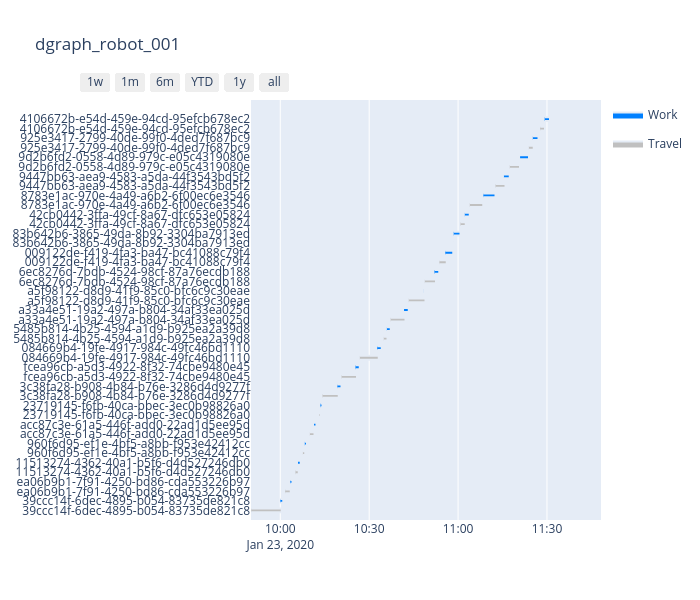 dgraph_robot_001
1w 1m 6m YTD 1y all
4106672b-e54d-459e-94cd-95efcb678ec2
4106672b-e54d-459e-94cd-95efcb678ec2
925e3417-2799-40de-99f0-4ded7f687bc9
925e3417-2799-40de-99f0-4ded7f687bc9
9d2b6fd2-0558-4d89-979c-e05c4319080e
9d2b6fd2-0558-4d89-979c-e05c4319080e
9447bb63-aea9-4583-a5da-44f3543bd5f2
9447bb63-aea9-4583-a5da-44f3543bd5f2
8783e1ac-970e-4a49-a6b2-6f00ec6e3546
8783e1ac-970e-4a49-a6b2-6f00ec6e3546
42cb0442-3ffa-49cf-8a67-dfc653e05824
42cb0442-3ffa-49cf-8a67-dfc653e05824
83b642b6-3865-49da-8b92-3304ba7913ed
83b642b6-3865-49da-8b92-3304ba7913ed
009122de-f419-4fa3-ba47-bc41088c79f4
009122de-f419-4fa3-ba47-bc41088c79f4
6ec8276d-7bdb-4524-98cf-87a76ecdb188
6ec8276d-7bdb-4524-98cf-87a76ecdb188
a5f98122-d8d9-41f9-85c0-bfc6c9c30eae
a5f98122-d8d9-41f9-85c0-bfc6c9c30eae
a33a4e51-19a2-497a-b804-34af33ea025d
a33a4e51-19a2-497a-b804-34af33ea025d
5485b814-4b25-4594-a1d9-b925ea2a39d8
5485b814-4b25-4594-a1d9-b925ea2a39d8
084669b4-19fe-4917-984c-49fc46bd1110
084669b4-19fe-4917-984c-49fc46bd1110
fcea96cb-a5d3-4922-8f32-74cbe9480e45
fcea96cb-a5d3-4922-8f32-74cbe9480e45
3c38fa28-b908-4b84-b76e-3286d4d9277f
3c38fa28-b908-4b84-b76e-3286d4d9277f
23719145-f6fb-40ca-bbec-3ec0b98826a0
23719145-f6fb-40ca-bbec-3ec0b98826a0
acc87c3e-61a5-446f-add0-22ad1d5ee95d
acc87c3e-61a5-446f-add0-22ad1d5ee95d
960f6d95-ef1e-4bf5-a8bb-f953e42412cc
960f6d95-ef1e-4bf5-a8bb-f953e42412cc
11513274-4362-40a1-b5f6-d4d527246db0
11513274-4362-40a1-b5f6-d4d527246db0
ea06b9b1-7f91-4250-bd86-cda553226b97
ea06b9b1-7f91-4250-bd86-cda553226b97
39ccc14f-6dec-4895-b054-83735de821c8
39ccc14f-6dec-4895-b054-83735de821c8
10:00 10:30 11:00 11:30
Jan 23, 2020
Work
Travel